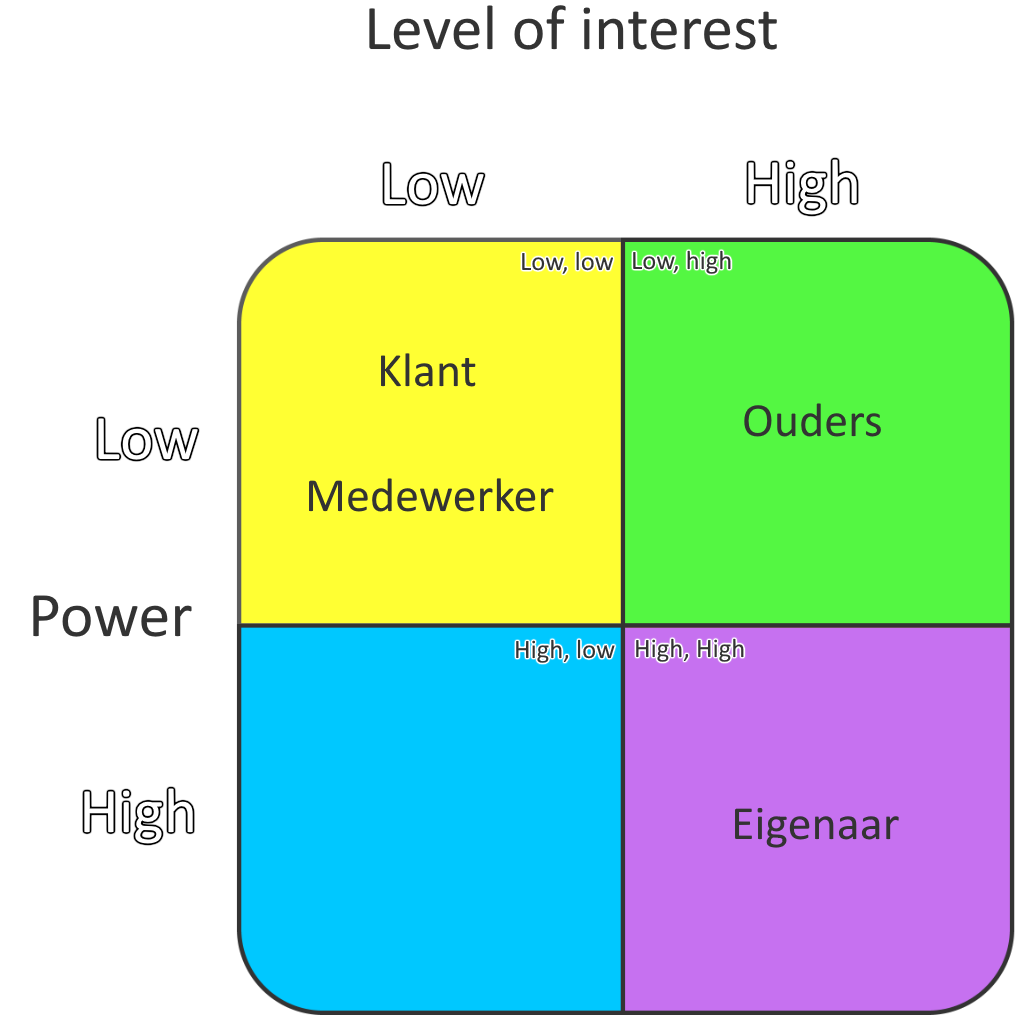 Level of interest
Low
High
Low, low
Low, high
Klant
Medewerker
Ouders
Low
Power
High, low
High, High
High
Eigenaar